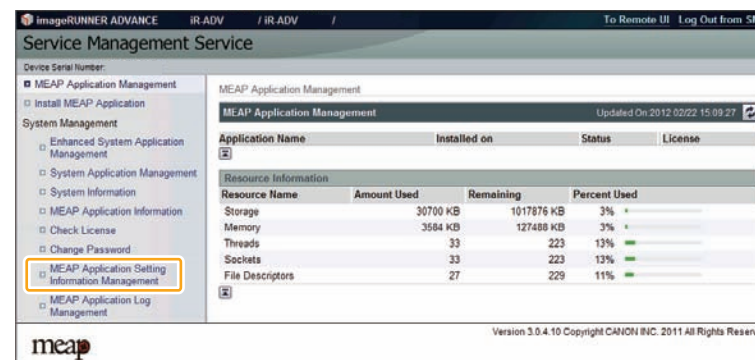 imageRUNNER ADVANCE iR-ADV / iR-ADV / To Remote UI Log Out from
Service Management Service
Device Serial Number:
MEAP Application Management
Install MEAP Application
System Management
Enhanced System Application
Management
System Application Management
System Information
MEAP Application Information
Check License
Change Password
MEAP Application Setting
Information Management
MEAP Application Log
Management
MEAP Application Management
MEAP Application Management Updated On:2012 02/22 15:09:27
Application Name Installed on Status License
Resource Information
Resource Name Amount Used Remaining Percent Used
Storage 30700 KB 1017876 KB 3%
Memory 3584 KB 127488 KB 3%
Threads 33 223 13%
Sockets 33 223 13%
File Descriptors 27 229 11%
Version 3.0.4.10 Copyright CANON INC. 2011 All Rights Reser
meap